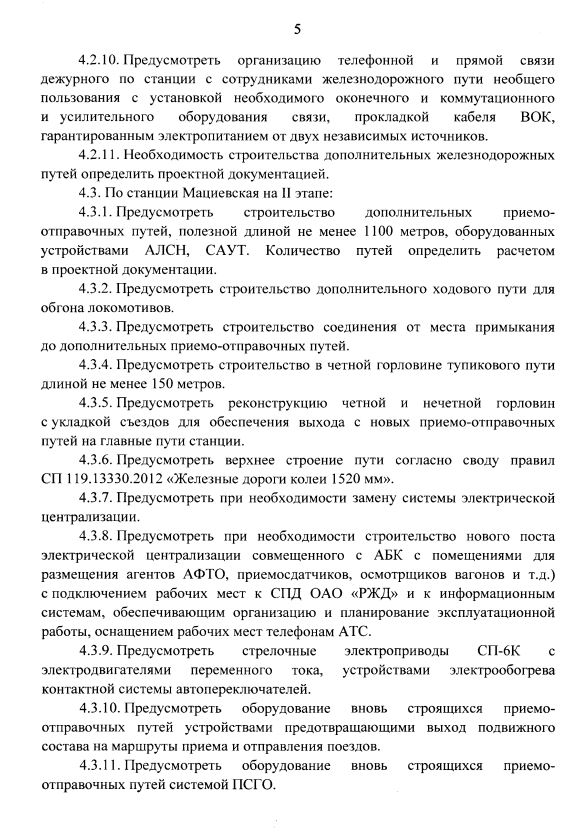 5
4.2.10. Предусмотреть организацию телефонной и прямой связи
дежурного по станции с сотрудниками железнодорожного пути необщего
пользования с установкой необходимого оконечного и коммутационного
и усилительного оборудования связи, прокладкой кабеля ВОК,
гарантированным электропитанием от двух независимых источников.
4.2.11. Необходимость строительства дополнительных железнодорожных
путей определить проектной документацией.
4.3. По станции Мациевская на II этапе:
4.3.1. Предусмотреть строительство дополнительных приемо-
отправочных путей, полезной длиной не менее 1100 метров, оборудованных
устройствами АЛСН, САУТ. Количество путей определить расчетом
в проектной документации.
4.3.2. Предусмотреть строительство дополнительного ходового пути для
обгона локомотивов.
4.3.3. Предусмотреть строительство соединения от места примыкания
до дополнительных приемо-отправочных путей.
4.3.4. Предусмотреть строительство в четной горловине тупикового пути
длиной не менее 150 метров.
4.3.5. Предусмотреть реконструкцию четной и нечетной горловин
с укладкой съездов для обеспечения выхода с новых приемо-отправочных
путей на главные пути станции.
4.3.6. Предусмотреть верхнее строение пути согласно своду правил
СП 119.13330.2012 «Железные дороги колеи 1520 мм».
4.3.7. Предусмотреть при необходимости замену системы электрической
централизации.
4.3.8. Предусмотреть при необходимости строительство нового поста
электрической централизации совмещенного с АБК с помещениями для
размещения агентов АФТО, приемосдатчиков, осмотрщиков вагонов и т.д.)
с подключением рабочих мест к СПД ОАО «РЖД» и к информационным
системам, обеспечивающим организацию и планирование эксплуатационной
работы, оснащением рабочих мест телефонам АТС.
4.3.9. Предусмотреть стрелочные электроприводы СП-6К с
электродвигателями переменного тока, устройствами электрообогрева
контактной системы автопереключателей.
4.3.10. Предусмотреть оборудование вновь строящихся приемо-
отправочных путей устройствами предотвращающими выход подвижного
состава на маршруты приема и отправления поездов.
4.3.11. Предусмотреть оборудование вновь строящихся приемо-
отправочных путей системой ПСГО.